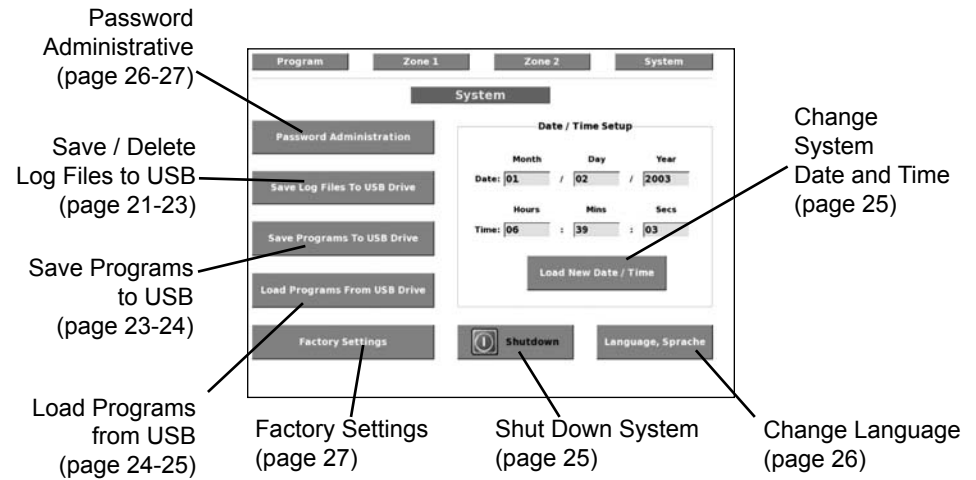 Password
Administrative
(page 26-27)
Save / Delete
Log Files to USB
(page 21-23)
Save Programs
to USB
(page 23-24)
Load Programs
from USB
(page 24-25)
Program
Zone 1
Zone 2
System
System
Password Administration
Save Log Files To USB Drive
Save Programs To USB Drive
Load Programs From USB Drive
Factory Settings
Date / Time Setup
Month Day Year
Date: 01 / 02 / 2003
Hours Mins Secs
Time: 06 : 39 : 03
Load New Date / Time
Shutdown
Language, Sprache
Change
System
Date and Time
(page 25)
Factory Settings
(page 27)
Shut Down System
(page 25)
Change Language
(page 26)